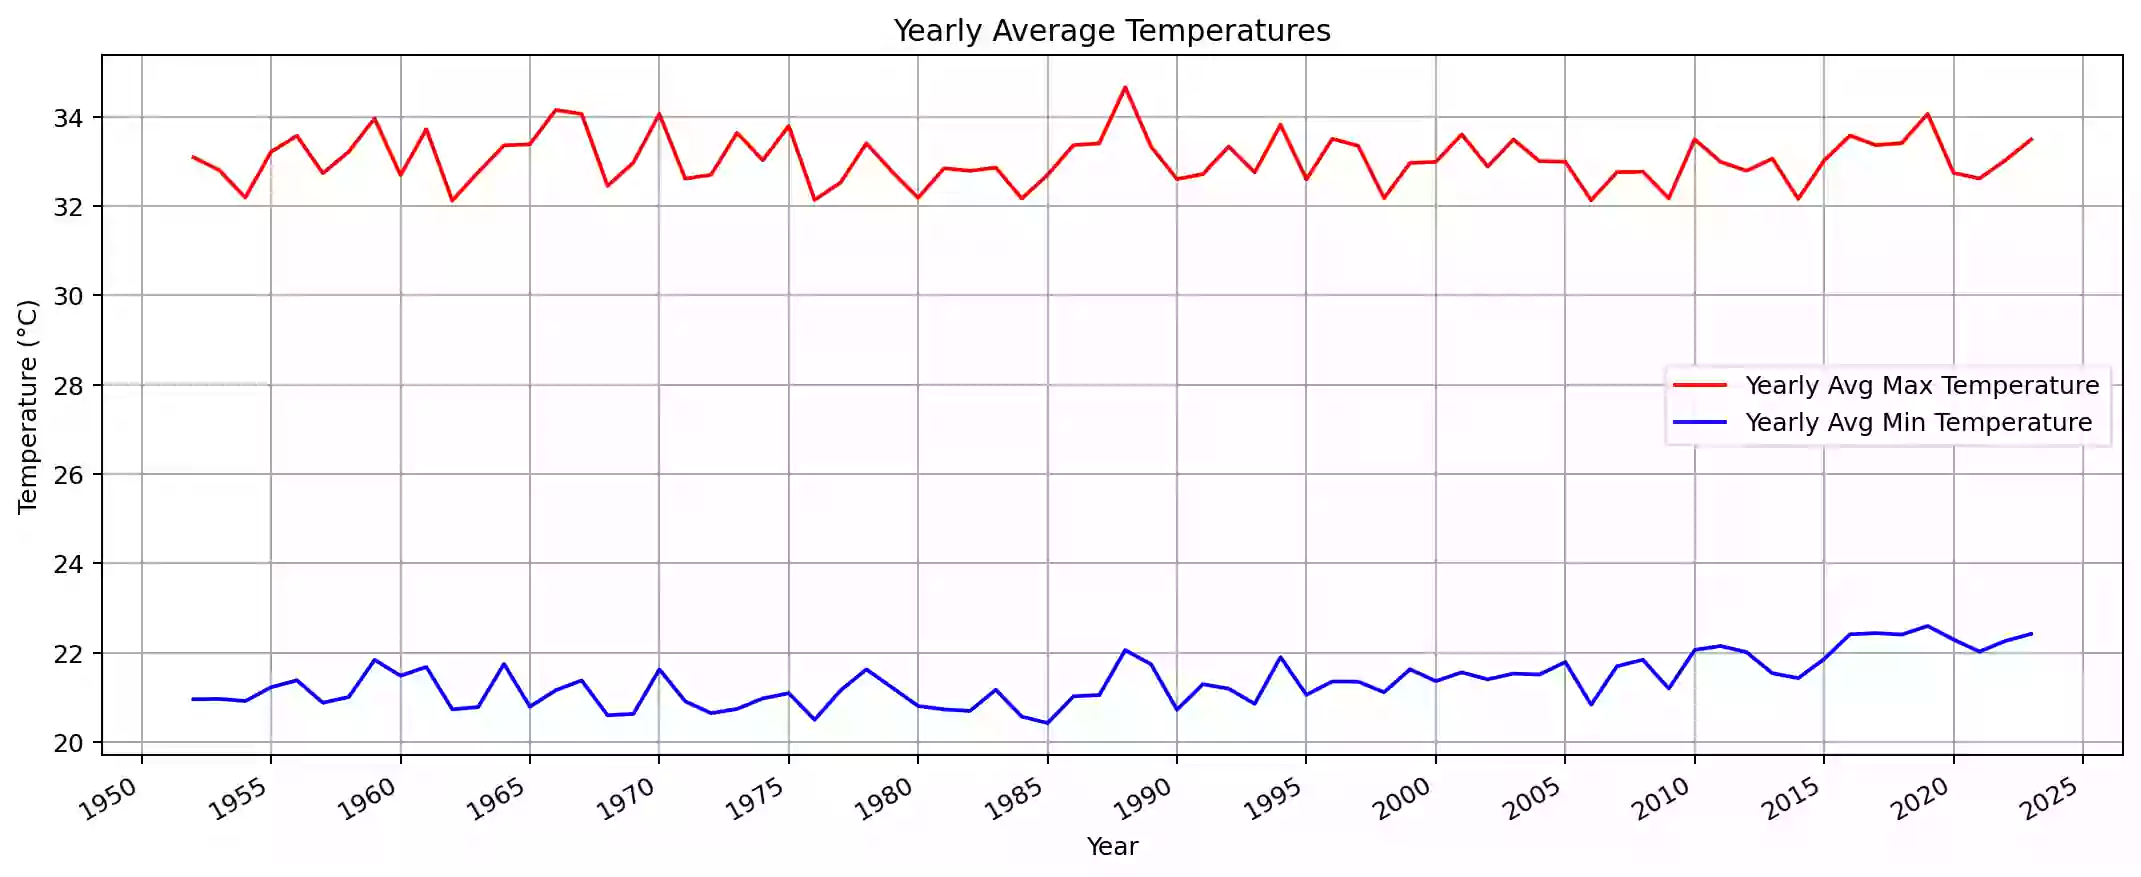 Yearly Average Temperatures
Temperature (°C)
34
32
30
28
26
24
22
20
Yearly Avg Max Temperature
Yearly Avg Min Temperature
1950 1955 1960 1965 1970 1975 1980 1985 1990 1995 2000 2005 2010 2015 2020 2025
Year